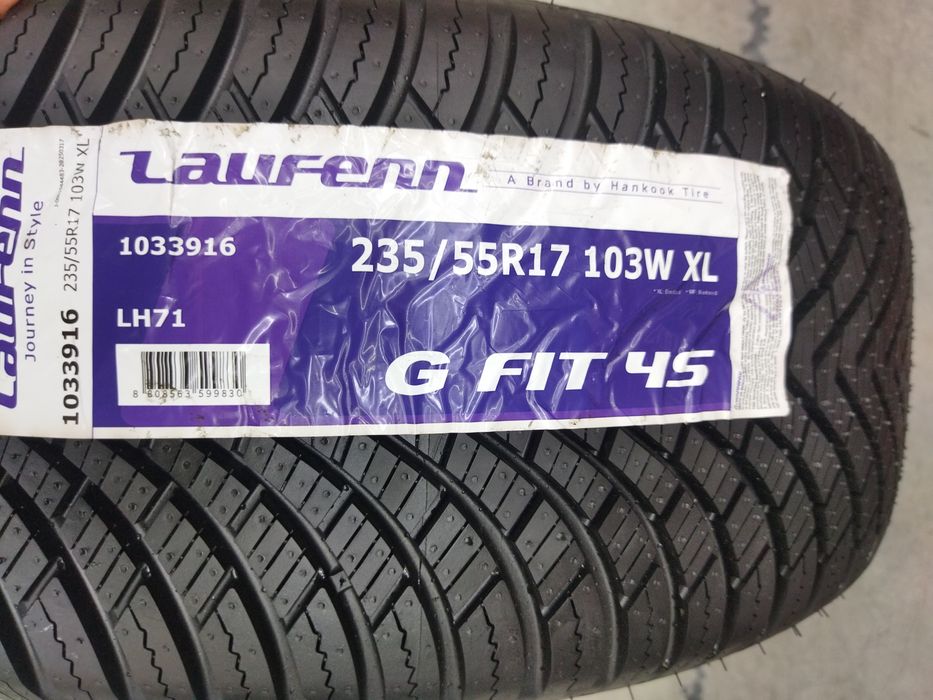 Laufenn
A Brand by Hankook Tire
1033916
235/55R17 103W XL
LH71
G FIT 4S
8 808563 599830
Laufenn
Journey in Style
1033916
235/55R17 103W XL